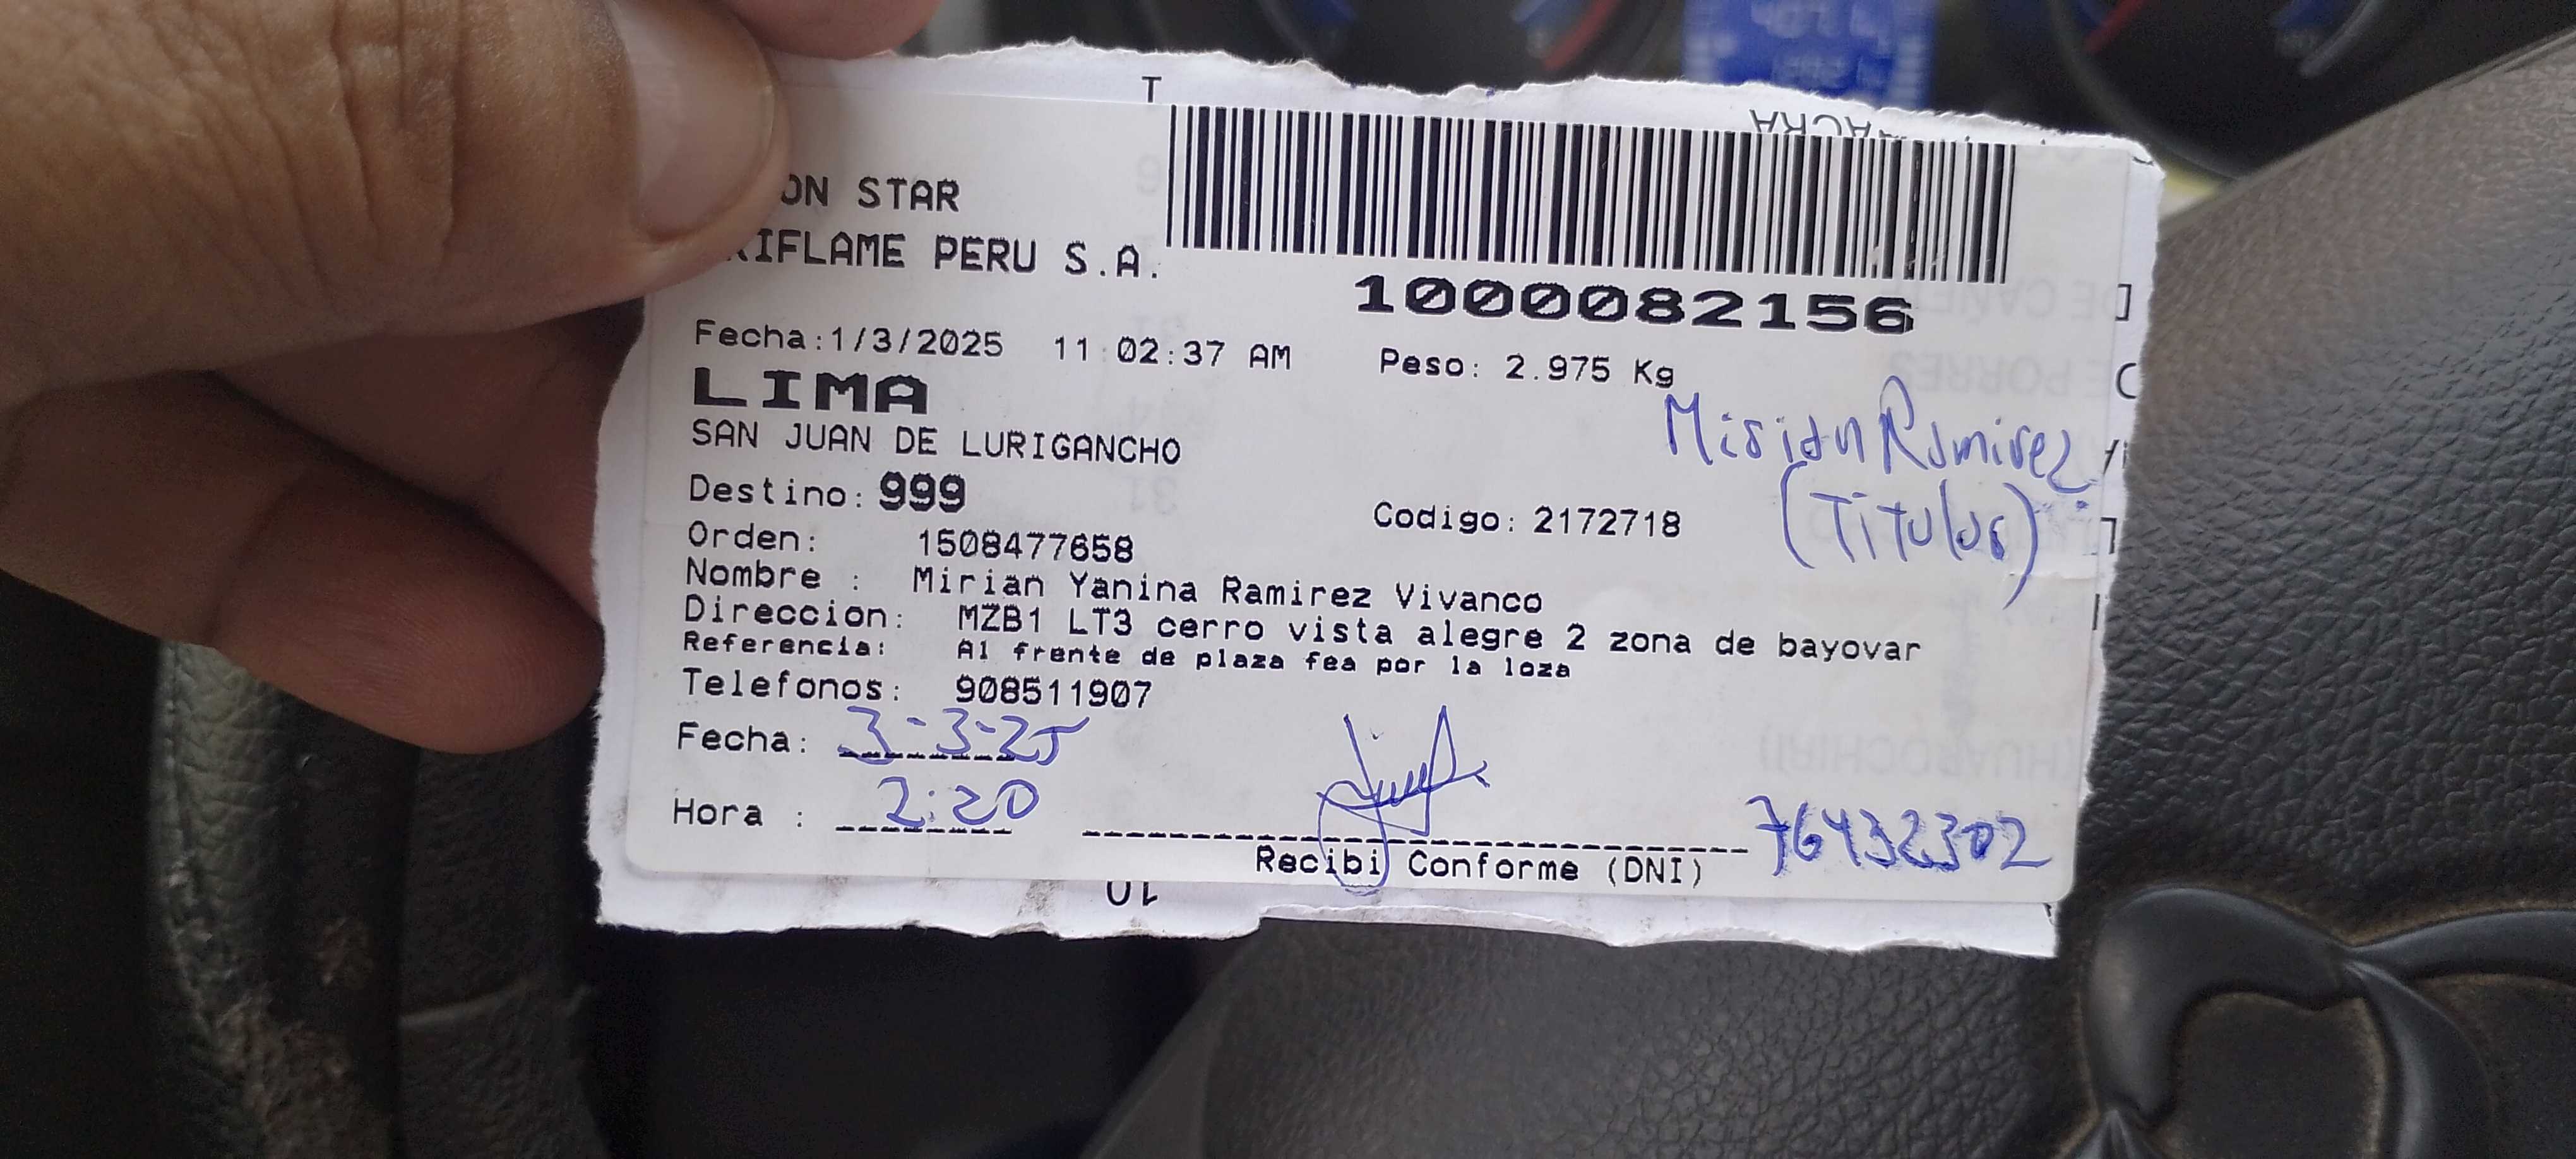 ON STAR
RIFLAME PERU S.A.
1000082156
Fecha:1/3/2025 11:02:37 AM Peso: 2.975 Kg
LIMA
SAN JUAN DE LURIGANCHO
Mirian Ramirez
(Titular)
Destino: 999
Codigo: 2172718
Orden: 1508477658
Nombre : Mirian Yanina Ramirez Vivanco
Direccion: MZB1 LT3 cerro vista alegre 2 zona de bayovar
Referencia: Al frente de plaza fea por la loza
Telefonos: 908511907
Fecha: 3-3-25
Hora : 2:20
76432302
Recibi Conforme (DNI)